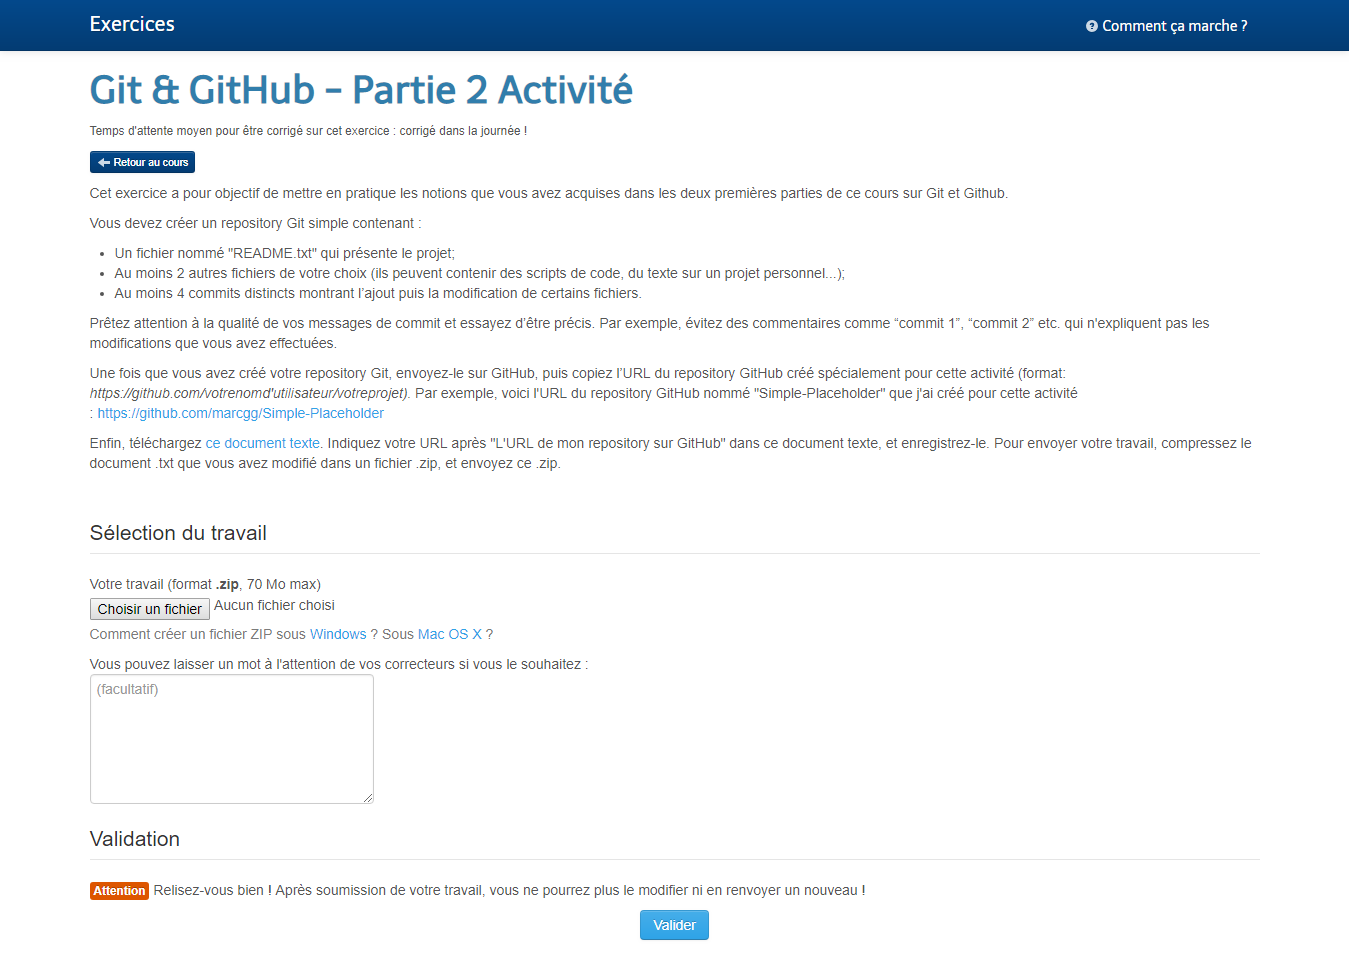 Exercices
Comment ça marche ?
Git & GitHub - Partie 2 Activité
Temps d'attente moyen pour être corrigé sur cet exercice : corrigé dans la journée !
Retour au cours
Cet exercice a pour objectif de mettre en pratique les notions que vous avez acquises dans les deux premières parties de ce cours sur Git et Github.
Vous devez créer un repository Git simple contenant :
• Un fichier nommé "README.txt" qui présente le projet;
• Au moins 2 autres fichiers de votre choix (ils peuvent contenir des scripts de code, du texte sur un projet personnel...);
• Au moins 4 commits distincts montrant l’ajout puis la modification de certains fichiers.
Prêtez attention à la qualité de vos messages de commit et essayez d’être précis. Par exemple, évitez des commentaires comme “commit 1”, “commit 2” etc. qui n'expliquent pas les
modifications que vous avez effectuées.
Une fois que vous avez créé votre repository Git, envoyez-le sur GitHub, puis copiez l’URL du repository GitHub créé spécialement pour cette activité (format:
https://github.com/votrenomd'utilisateur/votreprojet). Par exemple, voici l'URL du repository GitHub nommé "Simple-Placeholder" que j'ai créé pour cette activité
: https://github.com/marcgg/Simple-Placeholder
Enfin, téléchargez ce document texte. Indiquez votre URL après "L'URL de mon repository sur GitHub" dans ce document texte, et enregistrez-le. Pour envoyer votre travail, compressez le
document .txt que vous avez modifié dans un fichier .zip, et envoyez ce .zip.
Sélection du travail
Votre travail (format .zip, 70 Mo max)
Choisir un fichier Aucun fichier choisi
Comment créer un fichier ZIP sous Windows ? Sous Mac OS X ?
Vous pouvez laisser un mot à l'attention de vos correcteurs si vous le souhaitez :
(facultatif)
Validation
Attention Relisez-vous bien ! Après soumission de votre travail, vous ne pourrez plus le modifier ni en renvoyer un nouveau !
Valider